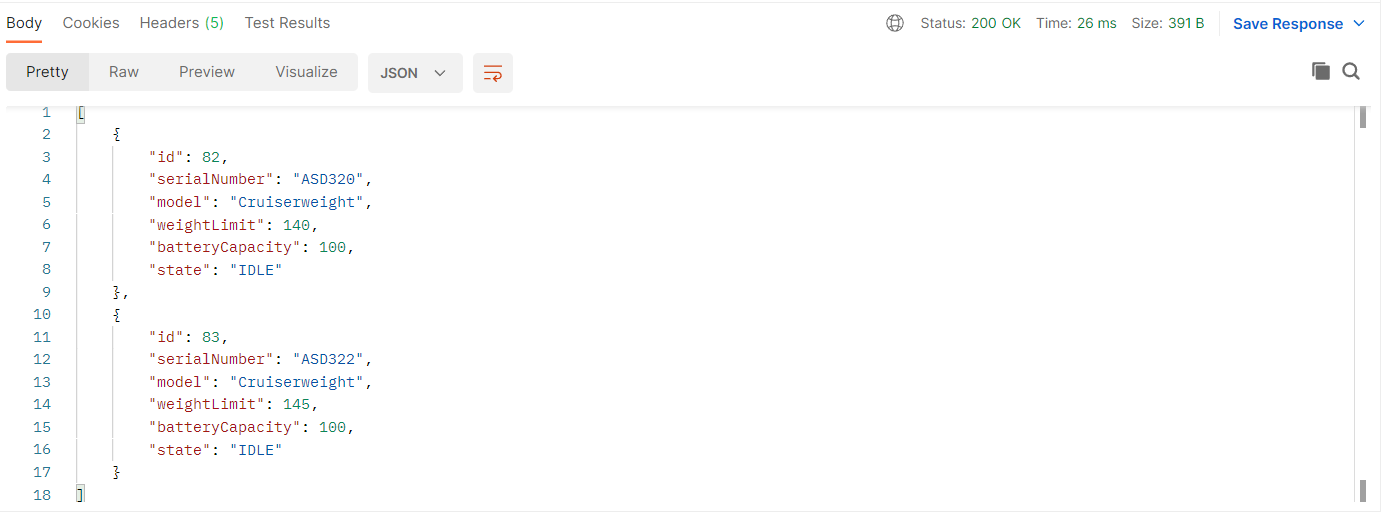 Body Cookies Headers (5) Test Results Status: 200 OK Time: 26 ms Size: 391 B Save Response
Pretty Raw Preview Visualize JSON
1 [
2 {
3 "id": 82,
4 "serialNumber": "ASD320",
5 "model": "Cruiserweight",
6 "weightLimit": 140,
7 "batteryCapacity": 100,
8 "state": "IDLE"
9 },
10 {
11 "id": 83,
12 "serialNumber": "ASD322",
13 "model": "Cruiserweight",
14 "weightLimit": 145,
15 "batteryCapacity": 100,
16 "state": "IDLE"
17 }
18 ]